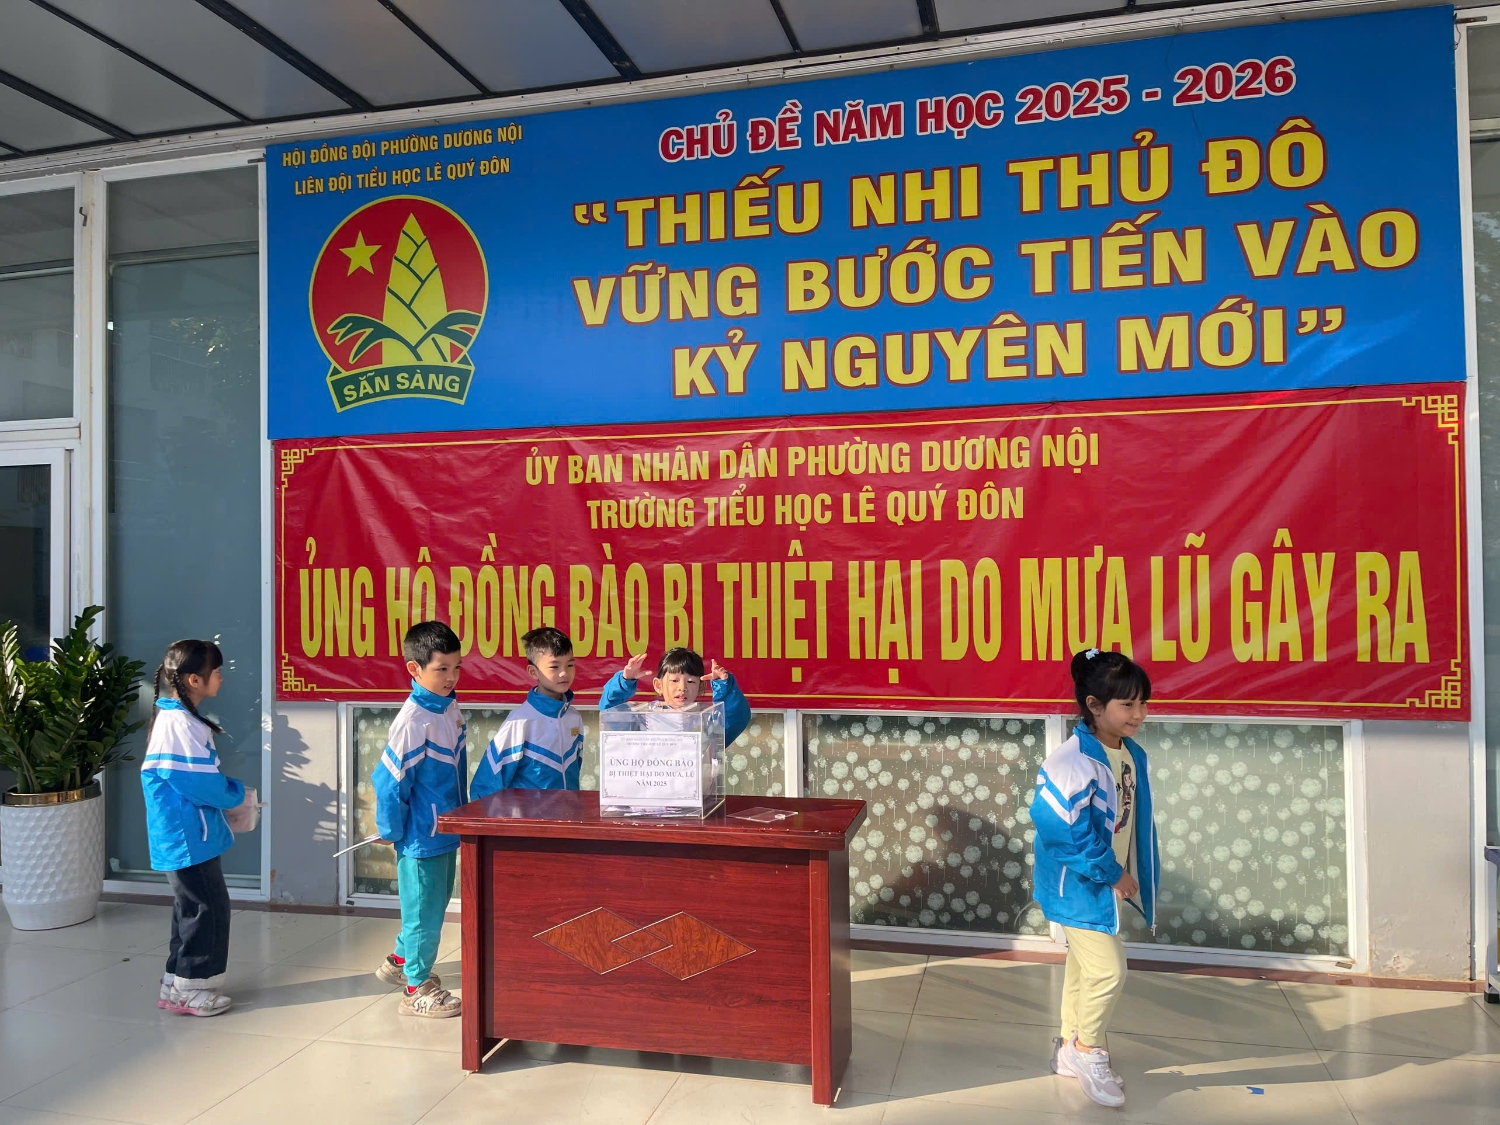 HỘI ĐỒNG ĐỘI PHƯỜNG DƯƠNG NỘI
LIÊN ĐỘI TIỂU HỌC LÊ QUÝ ĐÔN
SẴN SÀNG
CHỦ ĐỀ NĂM HỌC 2025 - 2026
"THIẾU NHI THỦ ĐÔ
VỮNG BƯỚC TIẾN VÀO
KỶ NGUYÊN MỚI"
ỦY BAN NHÂN DÂN PHƯỜNG DƯƠNG NỘI
TRƯỜNG TIỂU HỌC LÊ QUÝ ĐÔN
ỦNG HỘ ĐỒNG BÀO BỊ THIỆT HẠI DO MƯA LŨ GÂY RA
ỦNG HỘ ĐỒNG BÀO
BỊ THIỆT HẠI DO MƯA, LŨ
NĂM 2025